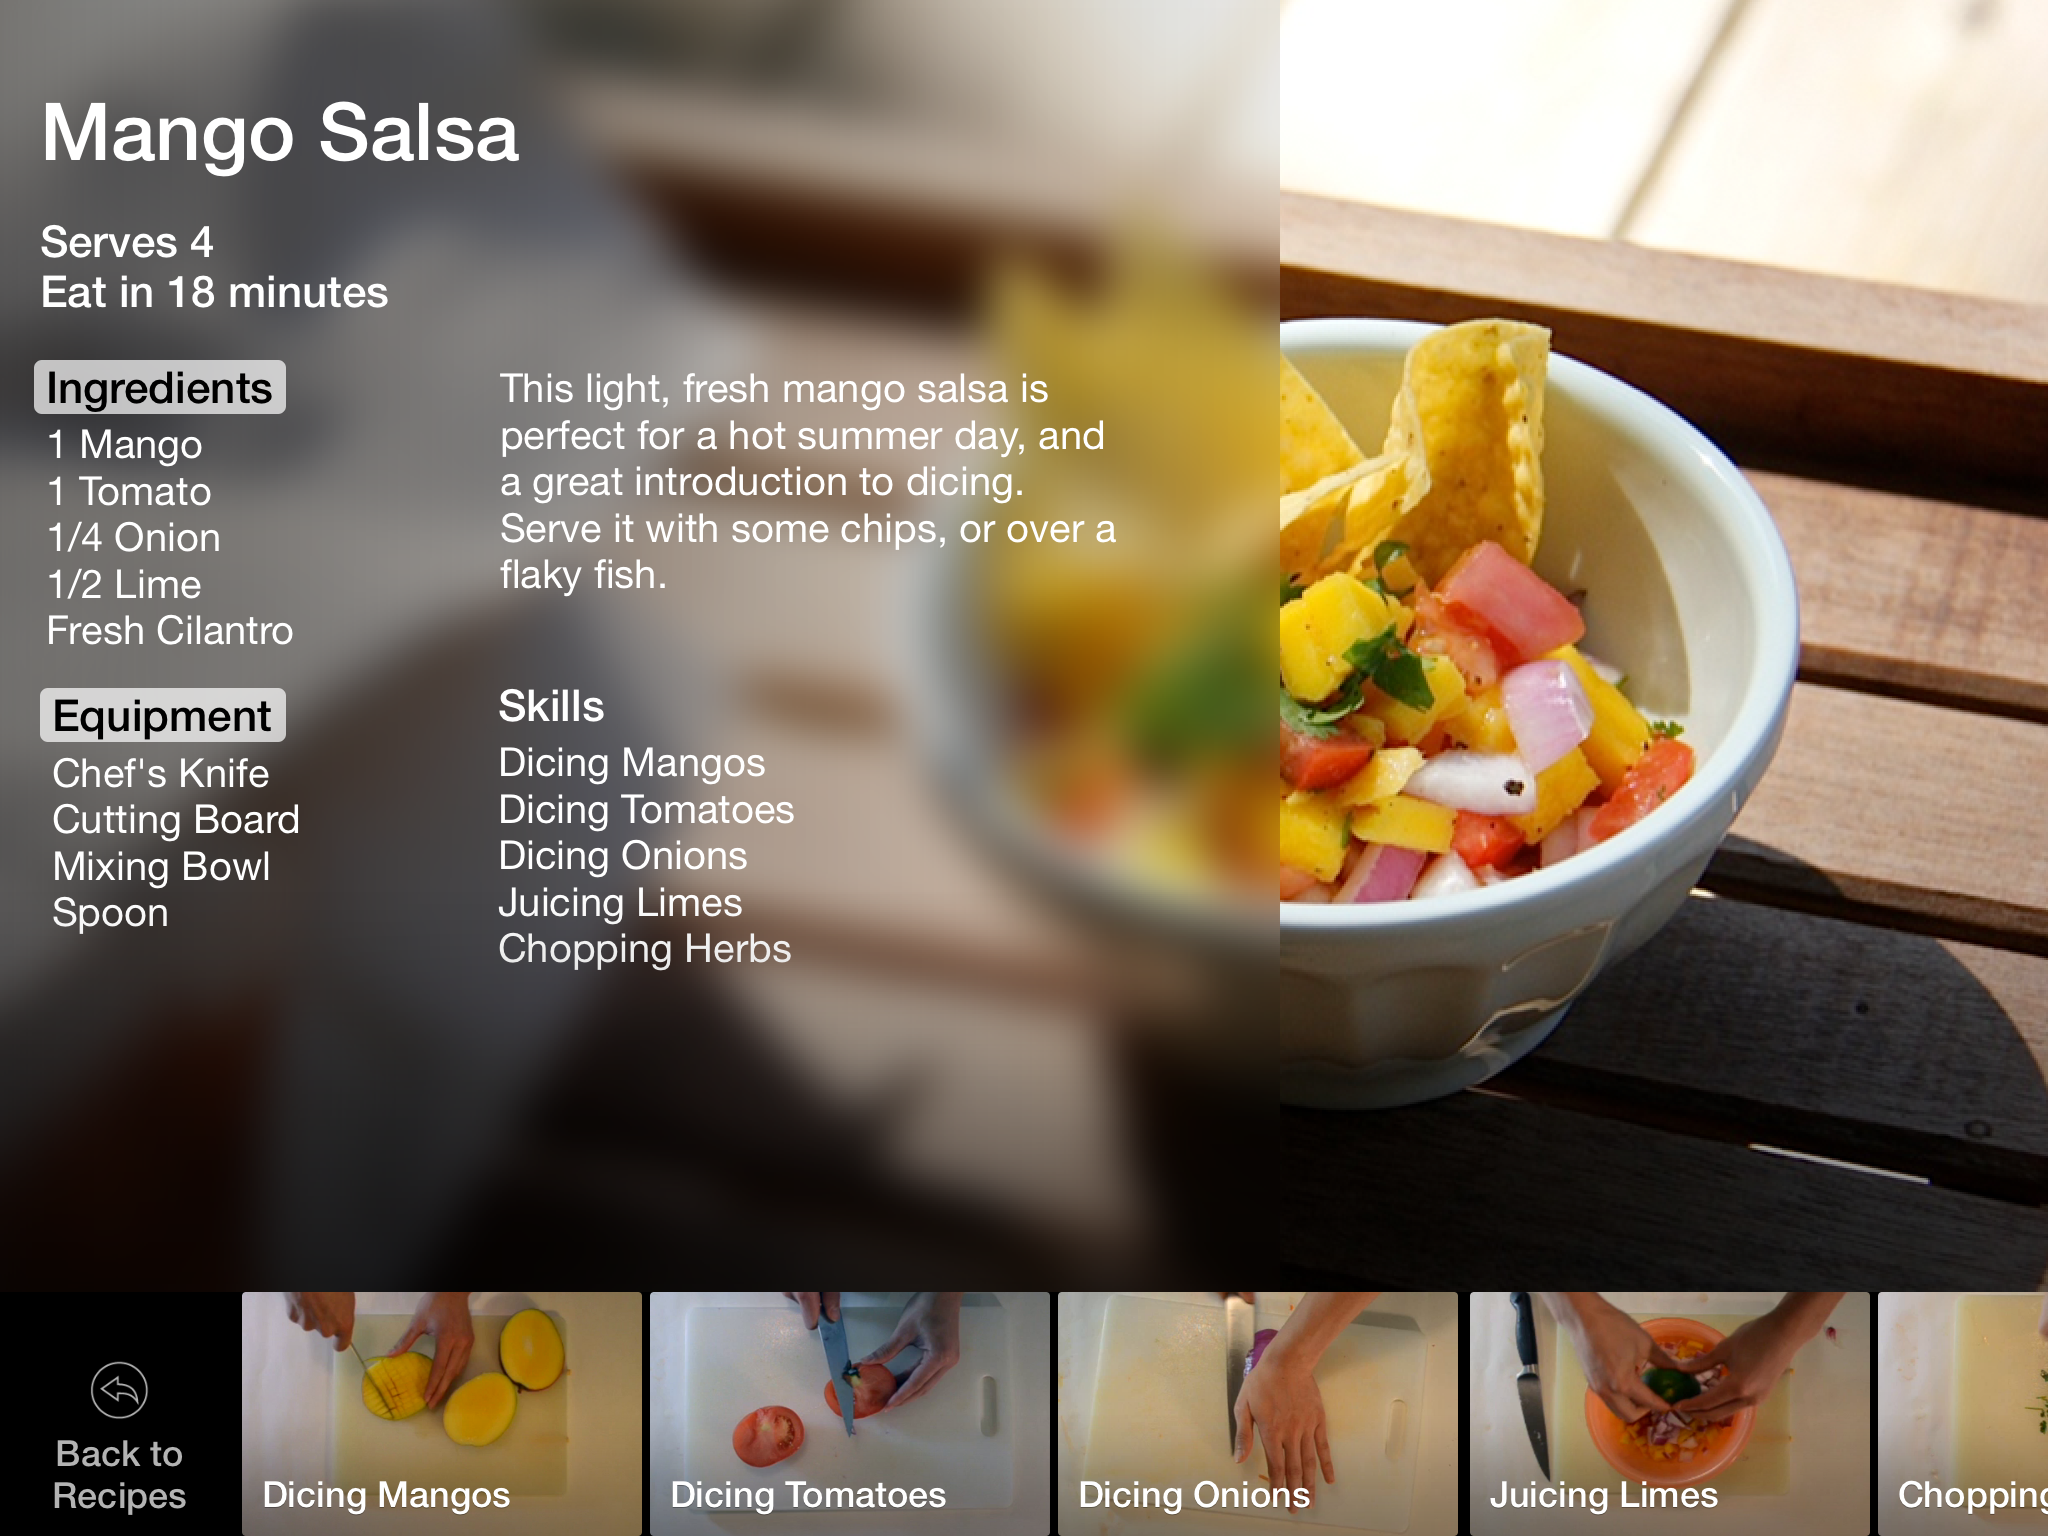 Mango Salsa
Serves 4
Eat in 18 minutes
Ingredients
1 Mango
1 Tomato
1/4 Onion
1/2 Lime
Fresh Cilantro
This light, fresh mango salsa is
perfect for a hot summer day, and
a great introduction to dicing.
Serve it with some chips, or over a
flaky fish.
Equipment
Chef's Knife
Cutting Board
Mixing Bowl
Spoon
Skills
Dicing Mangos
Dicing Tomatoes
Dicing Onions
Juicing Limes
Chopping Herbs
Back to
Recipes
Dicing Mangos
Dicing Tomatoes
Dicing Onions
Juicing Limes
Chopping